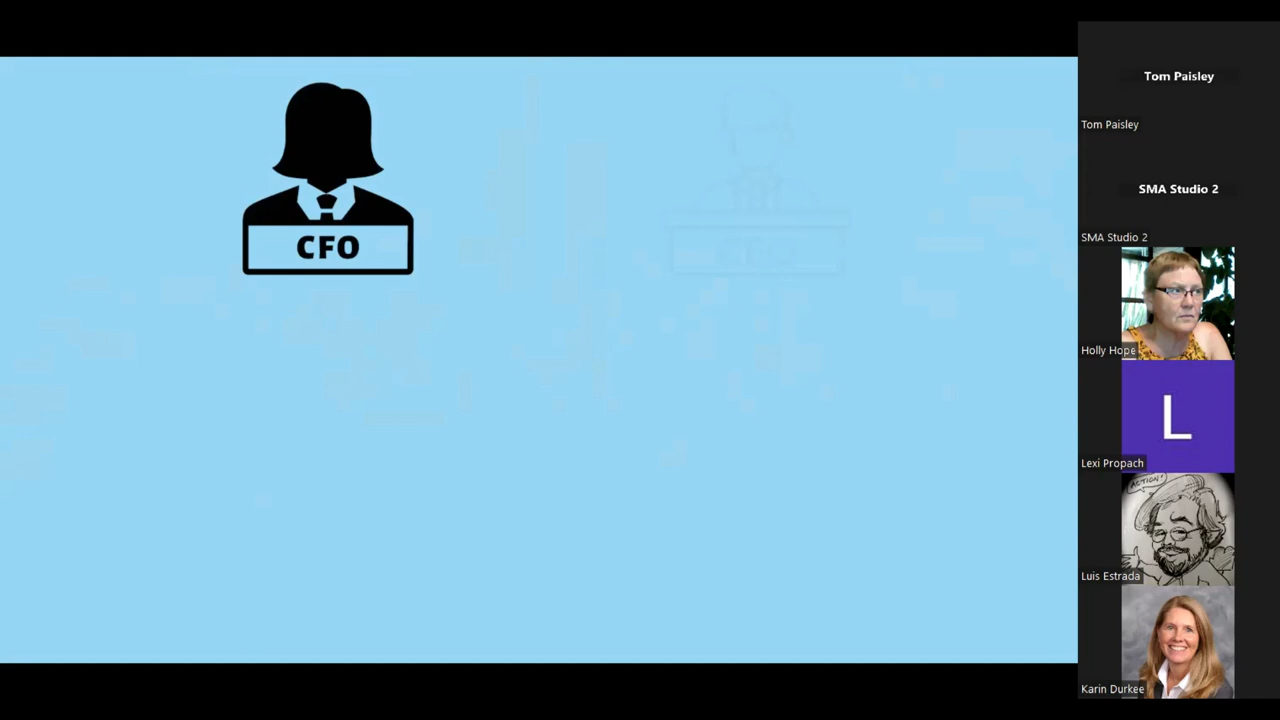 CFO
Tom Paisley
Tom Paisley
SMA Studio 2
SMA Studio 2
Holly Hope
L
Lexi Propach
ACTION!
Luis Estrada
Karin Durkee